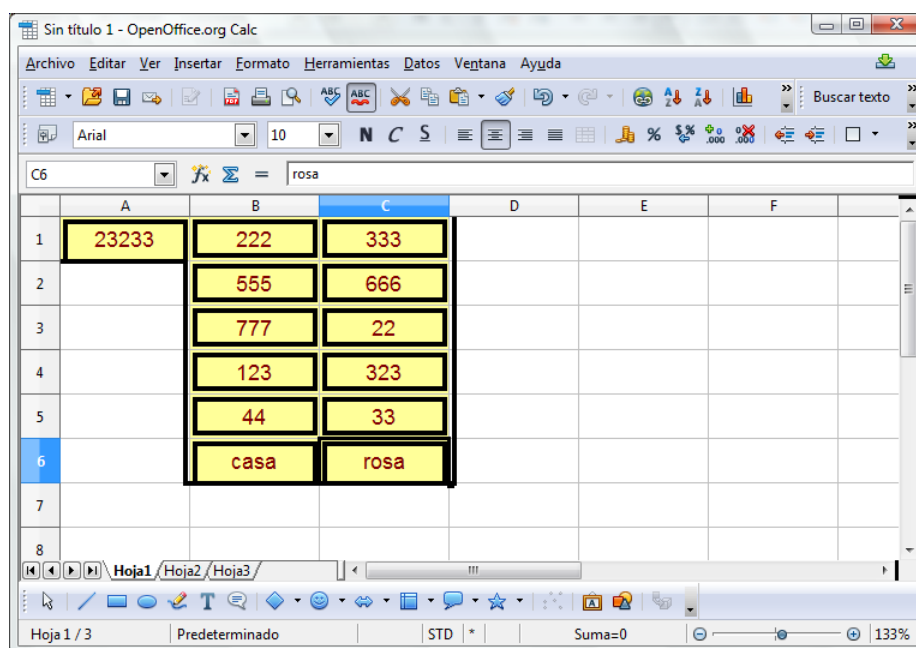 Sin título 1 - OpenOffice.org Calc
Archivo Editar Ver Insertar Formato Herramientas Datos Ventana Ayuda
Buscar texto
Arial 10 N C S
C6 rosa
A B C D E F
1 23233 222 333
2 555 666
3 777 22
4 123 323
5 44 33
6 casa rosa
7
8
Hoja1 Hoja2 Hoja3
Hoja 1 / 3 Predeterminado STD * Suma=0 133%